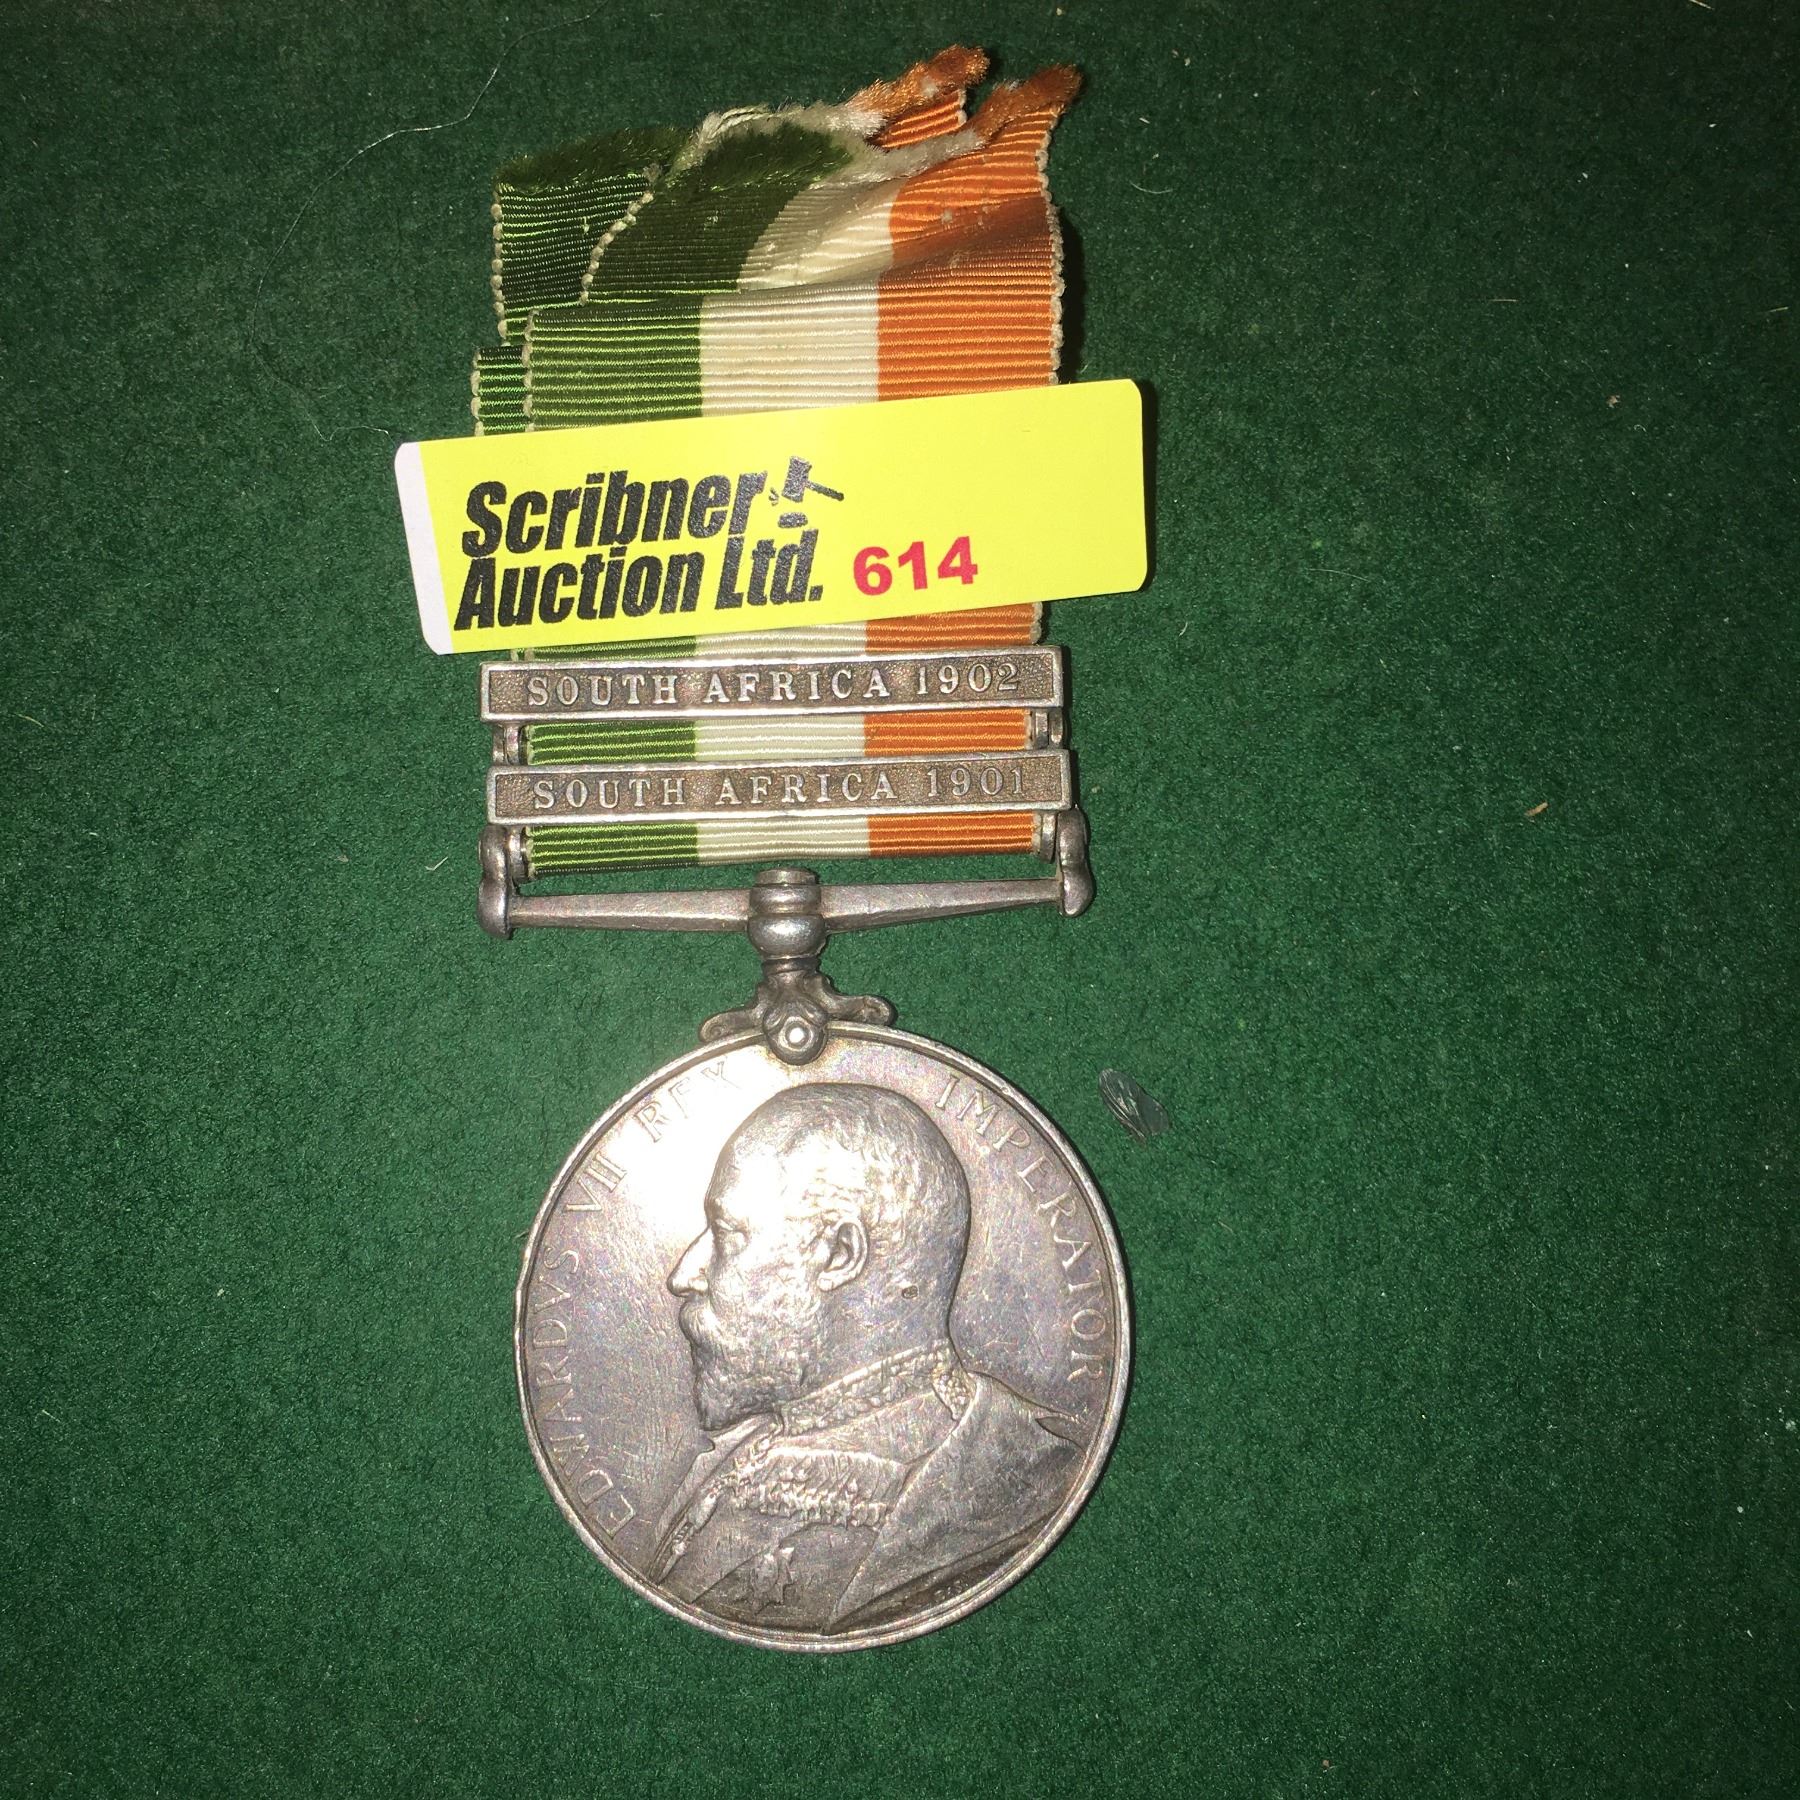 Scribner
Auction Ltd. 614
SOUTH AFRICA 1902
SOUTH AFRICA 1901
EDWARDVS VII REX IMPERATOR